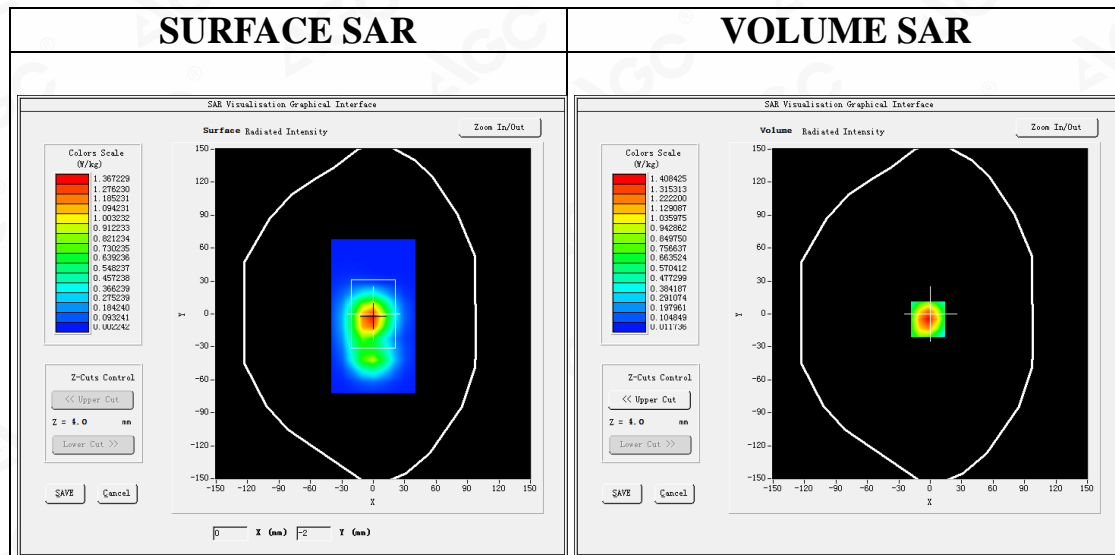 SURFACE SAR
VOLUME SAR
SAR Visualisation Graphical Interface
Surface Radiated Intensity
Zoom In/Out
Colors Scale
(W/kg)
1.367229
1.276230
1.185231
1.094231
1.003232
0.912233
0.821234
0.730235
0.639236
0.548237
0.457238
0.366239
0.275239
0.184240
0.093241
0.002242
150
120
90
60
30
0
-30
-60
-90
-120
-150
Y
-150 -120 -90 -60 -30 0 30 60 90 120 150
X
Z-Cuts Control
<< Upper Cut
Z = 4.0 mm
Lower Cut >>
SAVE Cancel
0 X (mm) -2 Y (mm)
SAR Visualisation Graphical Interface
Volume Radiated Intensity
Zoom In/Out
Colors Scale
(W/kg)
1.408425
1.315313
1.222200
1.129087
1.035975
0.942862
0.849750
0.756637
0.663524
0.570412
0.477299
0.384187
0.291074
0.197961
0.104849
0.011736
150
120
90
60
30
0
-30
-60
-90
-120
-150
Y
-150 -120 -90 -60 -30 0 30 60 90 120 150
X
Z-Cuts Control
<< Upper Cut
Z = 4.0 mm
Lower Cut >>
SAVE Cancel